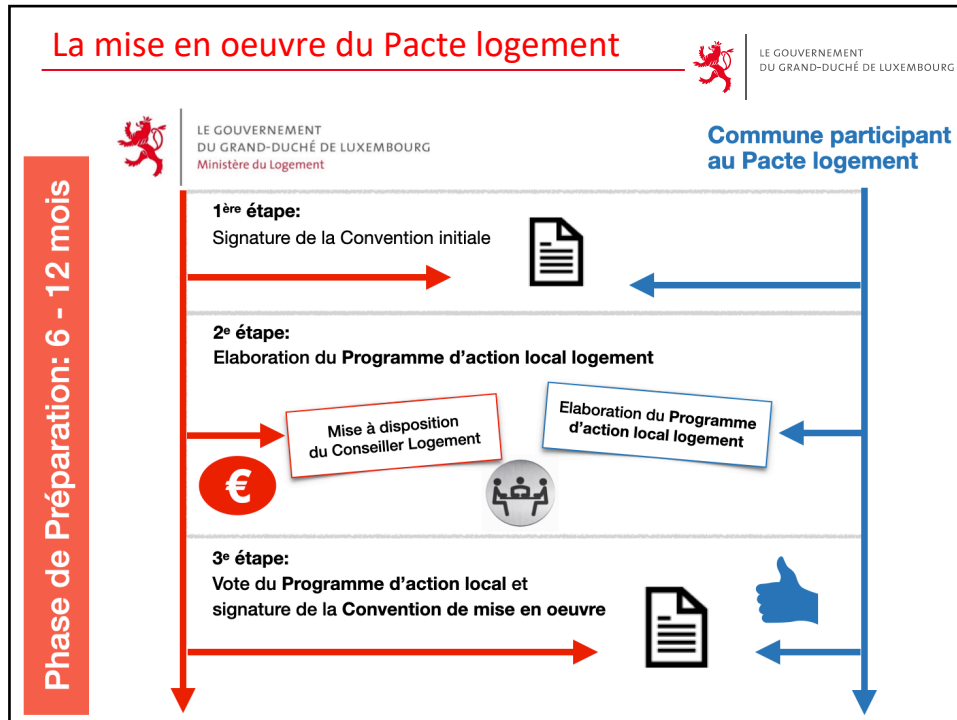 La mise en oeuvre du Pacte logement
LE GOUVERNEMENT
DU GRAND-DUCHÉ DE LUXEMBOURG
LE GOUVERNEMENT
DU GRAND-DUCHÉ DE LUXEMBOURG
Ministère du Logement
Commune participant
au Pacte logement
Phase de Préparation: 6 - 12 mois
1ère étape:
Signature de la Convention initiale
2e étape:
Elaboration du Programme d'action local logement
Mise à disposition
du Conseiller Logement
Elaboration du Programme
d'action local logement
€
3e étape:
Vote du Programme d'action local et
signature de la Convention de mise en oeuvre